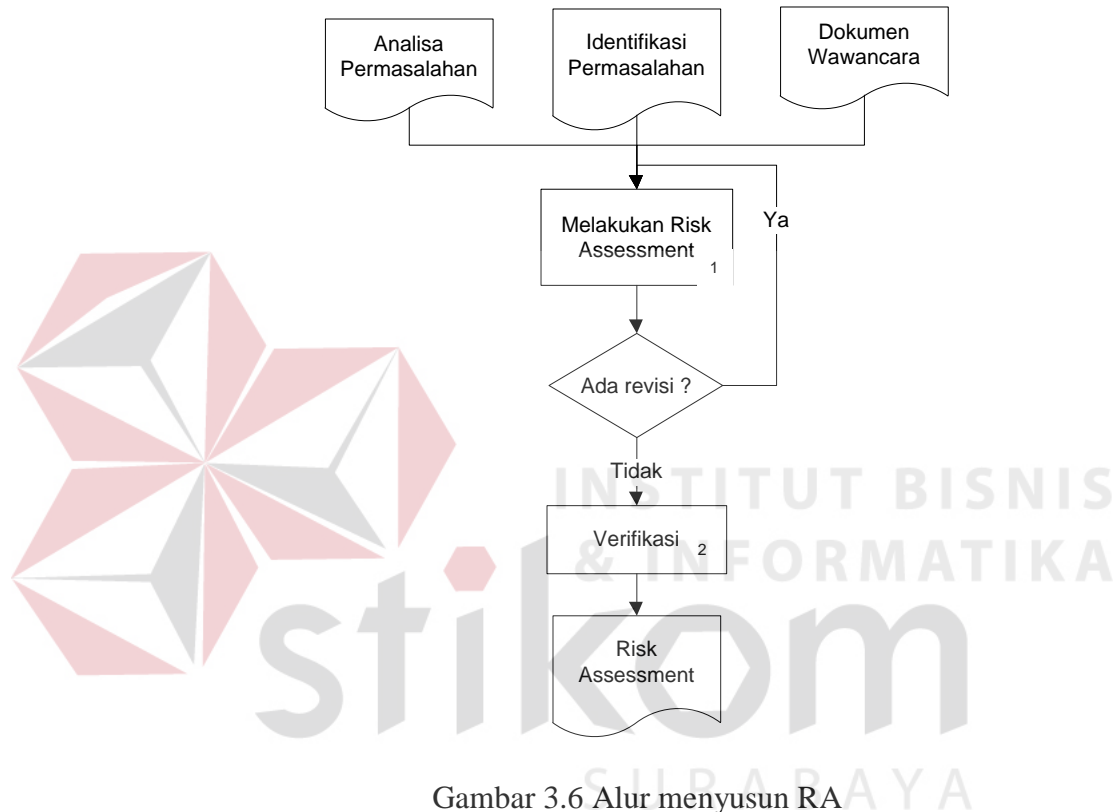 Analisa
Permasalahan
Identifikasi
Permasalahan
Dokumen
Wawancara
Melakukan Risk
Assessment
1
Ya
Ada revisi ?
Tidak
Verifikasi 2
Risk
Assessment
INSTITUT BISNIS
& INFORMATIKA
stikom
SURABAYA
Gambar 3.6 Alur menyusun RA